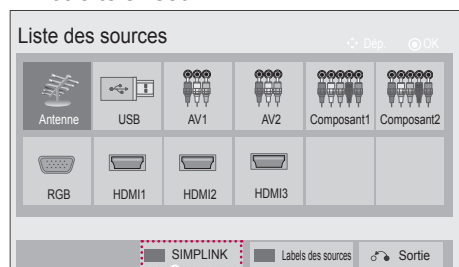 Liste des sources
Dép. OK
Antenne USB AV1 AV2 Composant1 Composant2
RGB HDMI1 HDMI2 HDMI3
SIMPLINK Labels des sources Sortie